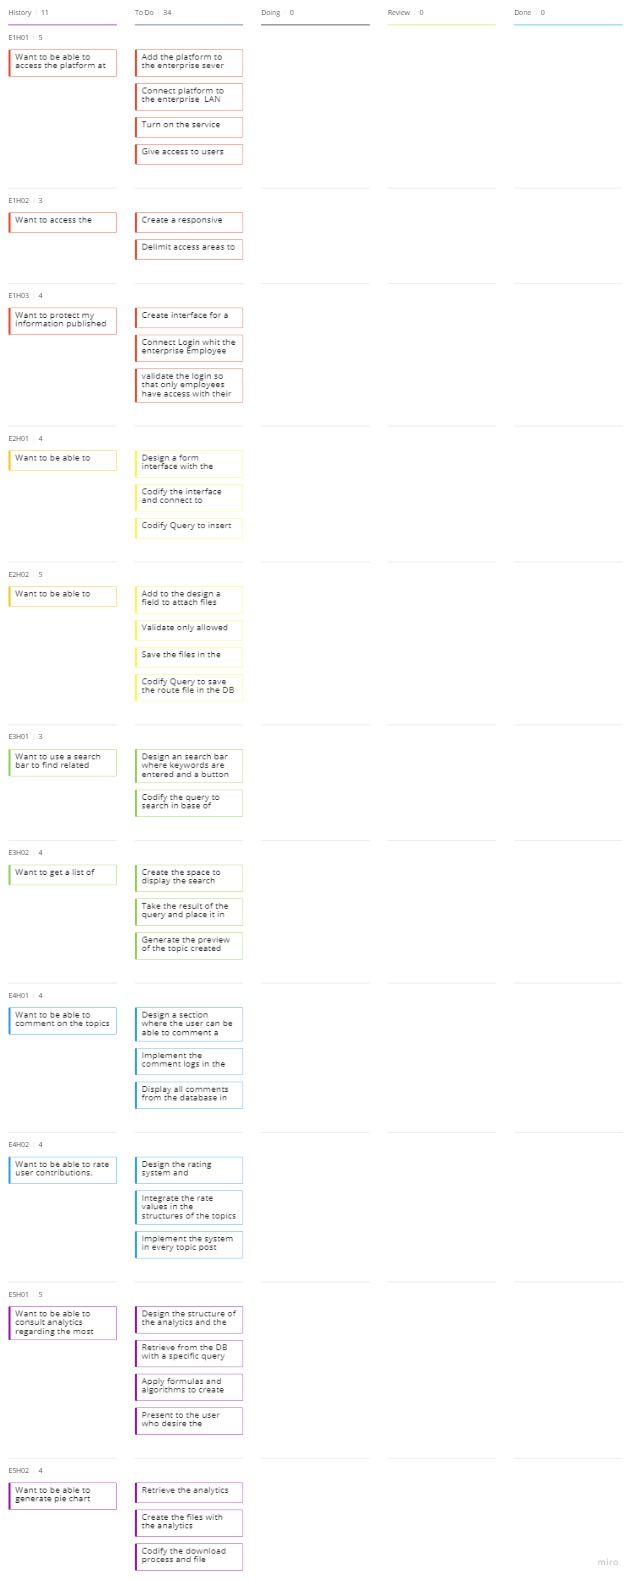 History 11 To Do 34 Doing 0 Review 0 Done 0
E1H01 5
Want to be able to
access the platform at
Add the platform to
the enterprise sever
Connect platform to
the enterprise LAN
Turn on the service
Give access to users
E1H02 3
Want to access the
Create a responsive
Delimit access areas to
E1H03 4
Want to protect my
information published
Create interface for a
Connect Login whit the
enterprise Employee
validate the login so
that only employees
have access with their
E2H01 4
Want to be able to
Design a form
interface with the
Codify the interface
and connect to
Codify Query to insert
E2H02 5
Want to be able to
Add to the design a
field to attach files
Validate only allowed
Save the files in the
Codify Query to save
the route file in the DB
E3H01 3
Want to use a search
bar to find related
Design an search bar
where keywords are
entered and a button
Codify the query to
search in base of
E3H02 4
Want to get a list of
Create the space to
display the search
Take the result of the
query and place it in
Generate the preview
of the topic created
E4H01 4
Want to be able to
comment on the topics
Design a section
where the user can be
able to comment a
Implement the
comment logs in the
Display all comments
from the database in
E4H02 4
Want to be able to rate
user contributions.
Design the rating
system and
Integrate the rate
values in the
structures of the topics
Implement the system
in every topic post
E5H01 5
Want to be able to
consult analytics
regarding the most
Design the structure of
the analytics and the
Retrieve from the DB
with a specific query
Apply formulas and
algorithms to create
Present to the user
who desire the
E5H02 4
Want to be able to
generate pie chart
Retrieve the analytics
Create the files with
the analytics
Codify the download
process and file
miro